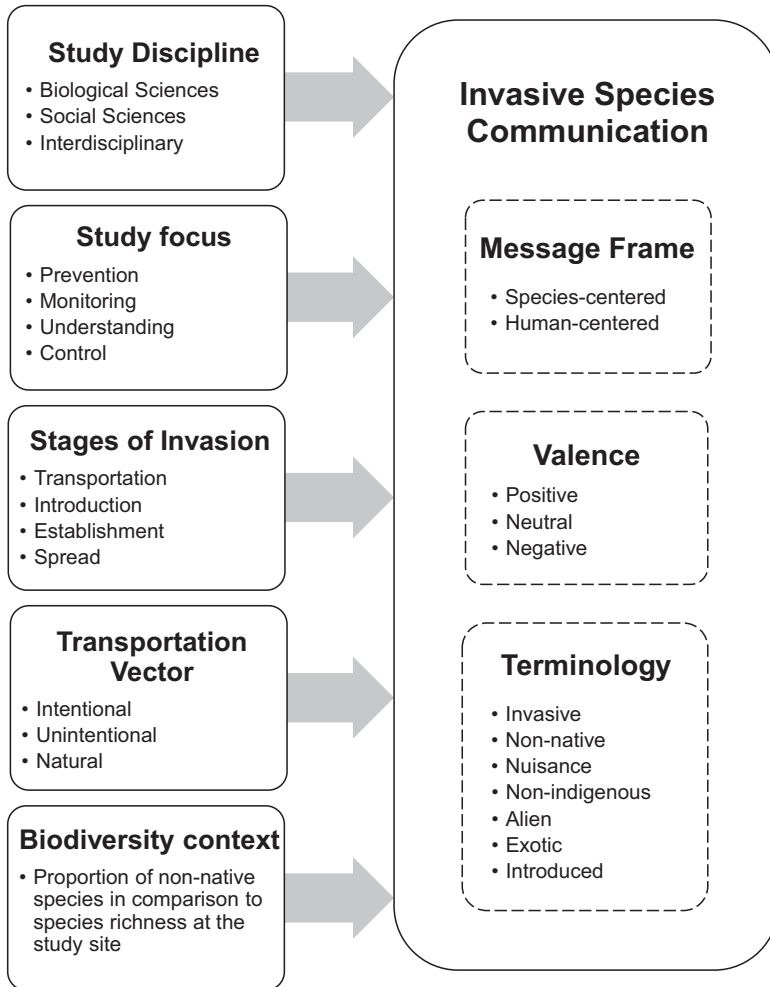 Study Discipline
• Biological Sciences
• Social Sciences
• Interdisciplinary
Study focus
• Prevention
• Monitoring
• Understanding
• Control
Stages of Invasion
• Transportation
• Introduction
• Establishment
• Spread
Transportation
Vector
• Intentional
• Unintentional
• Natural
Biodiversity context
• Proportion of non-native
species in comparison to
species richness at the
study site
Invasive Species
Communication
Message Frame
• Species-centered
• Human-centered
Valence
• Positive
• Neutral
• Negative
Terminology
• Invasive
• Non-native
• Nuisance
• Non-indigenous
• Alien
• Exotic
• Introduced